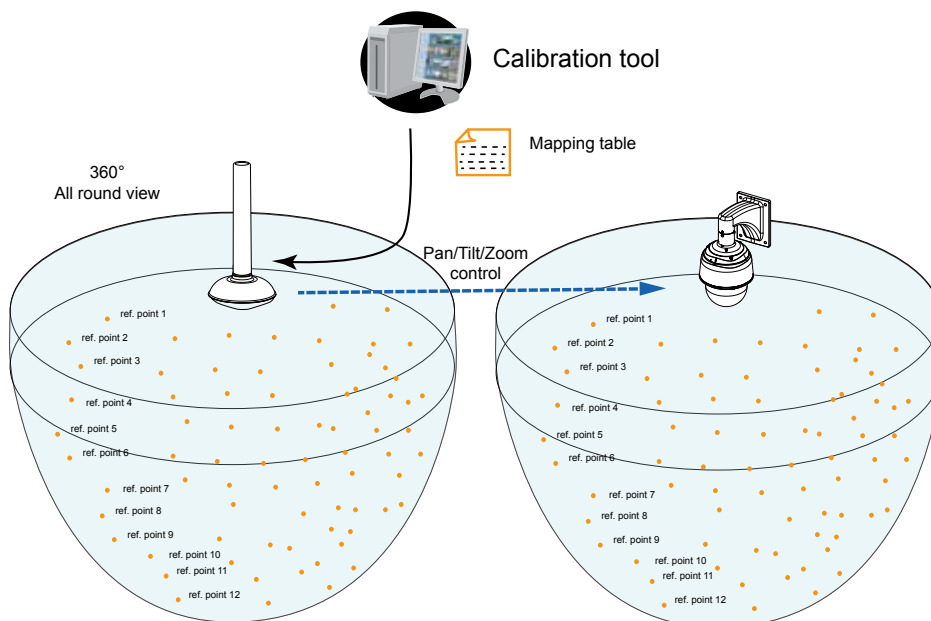 Calibration tool
Mapping table
360°
All round view
Pan/Tilt/Zoom
control
ref. point 1
ref. point 2
ref. point 3
ref. point 4
ref. point 5
ref. point 6
ref. point 7
ref. point 8
ref. point 9
ref. point 10
ref. point 11
ref. point 12
ref. point 1
ref. point 2
ref. point 3
ref. point 4
ref. point 5
ref. point 6
ref. point 7
ref. point 8
ref. point 9
ref. point 10
ref. point 11
ref. point 12